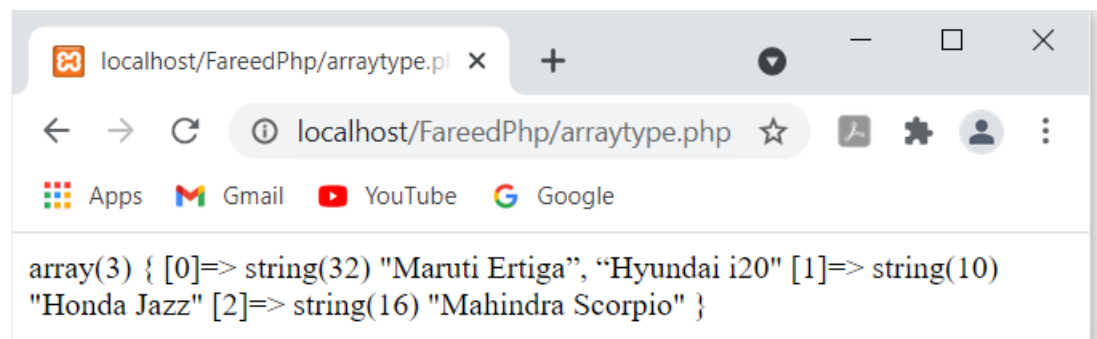 localhost/FareedPhp/arraytype.p
localhost/FareedPhp/arraytype.php
Apps Gmail YouTube Google
array(3) { [0]=> string(32) "Maruti Ertiga”, “Hyundai i20" [1]=> string(10)
"Honda Jazz" [2]=> string(16) "Mahindra Scorpio" }